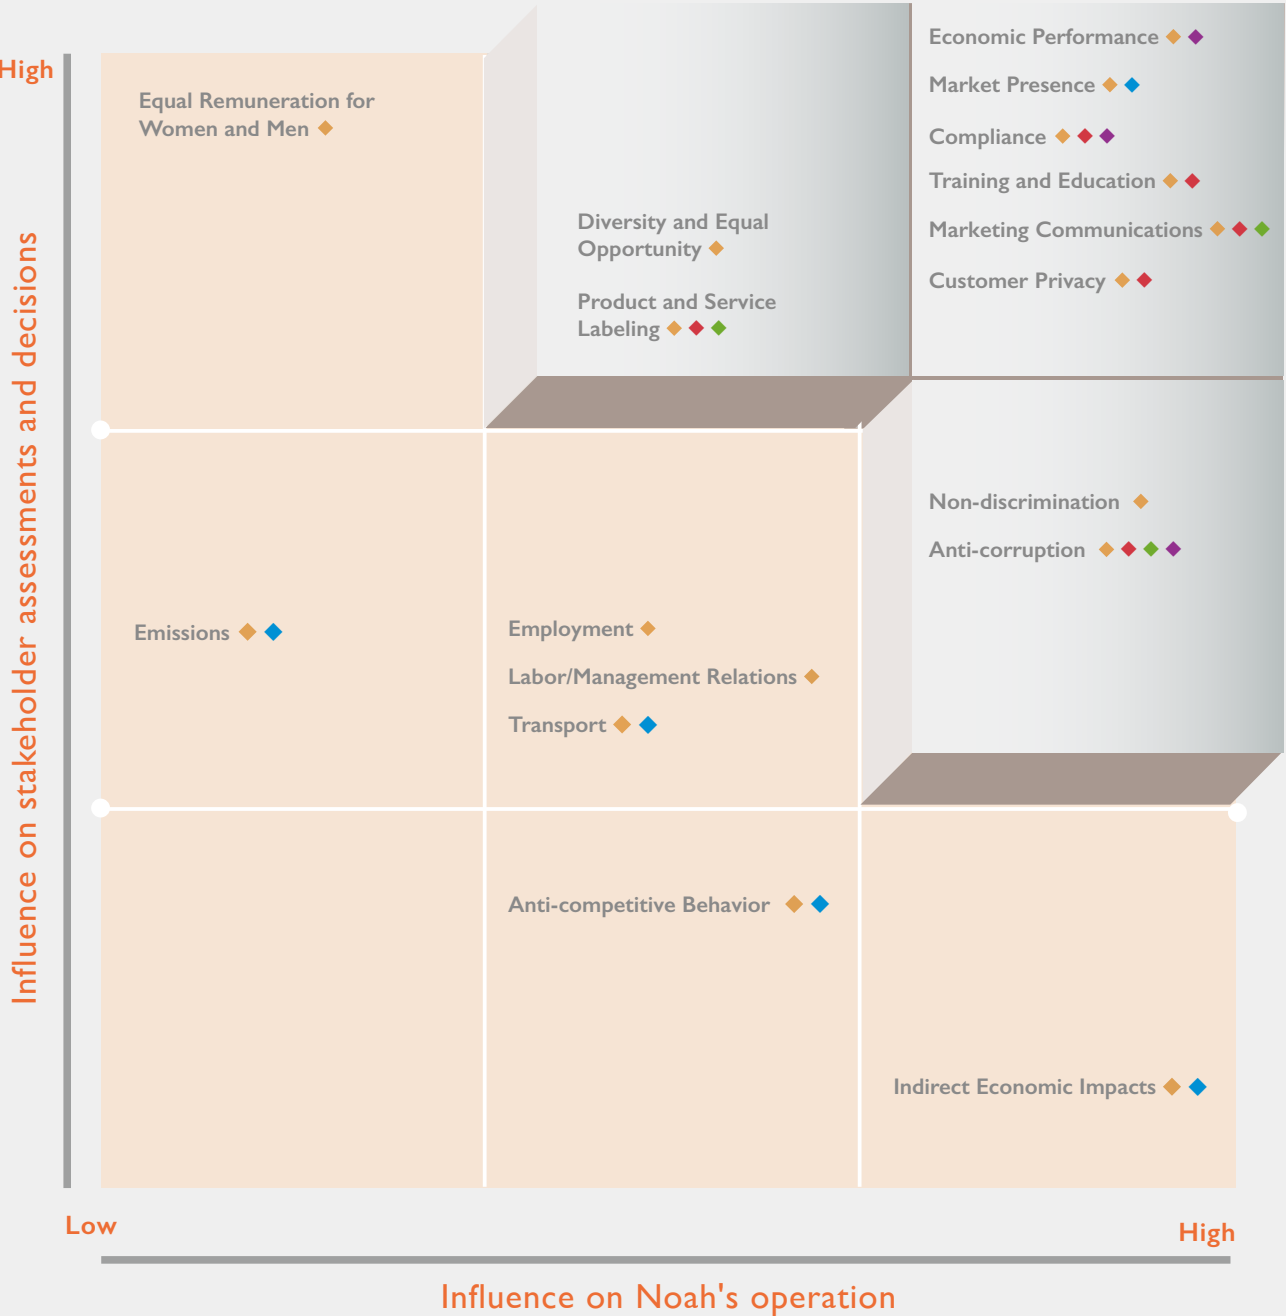 High
Influence on stakeholder assessments and decisions
Equal Remuneration for
Women and Men
Diversity and Equal
Opportunity
Product and Service
Labeling
Economic Performance
Market Presence
Compliance
Training and Education
Marketing Communications
Customer Privacy
Emissions
Employment
Labor/Management Relations
Transport
Non-discrimination
Anti-corruption
Anti-competitive Behavior
Indirect Economic Impacts
Low
High
Influence on Noah's operation